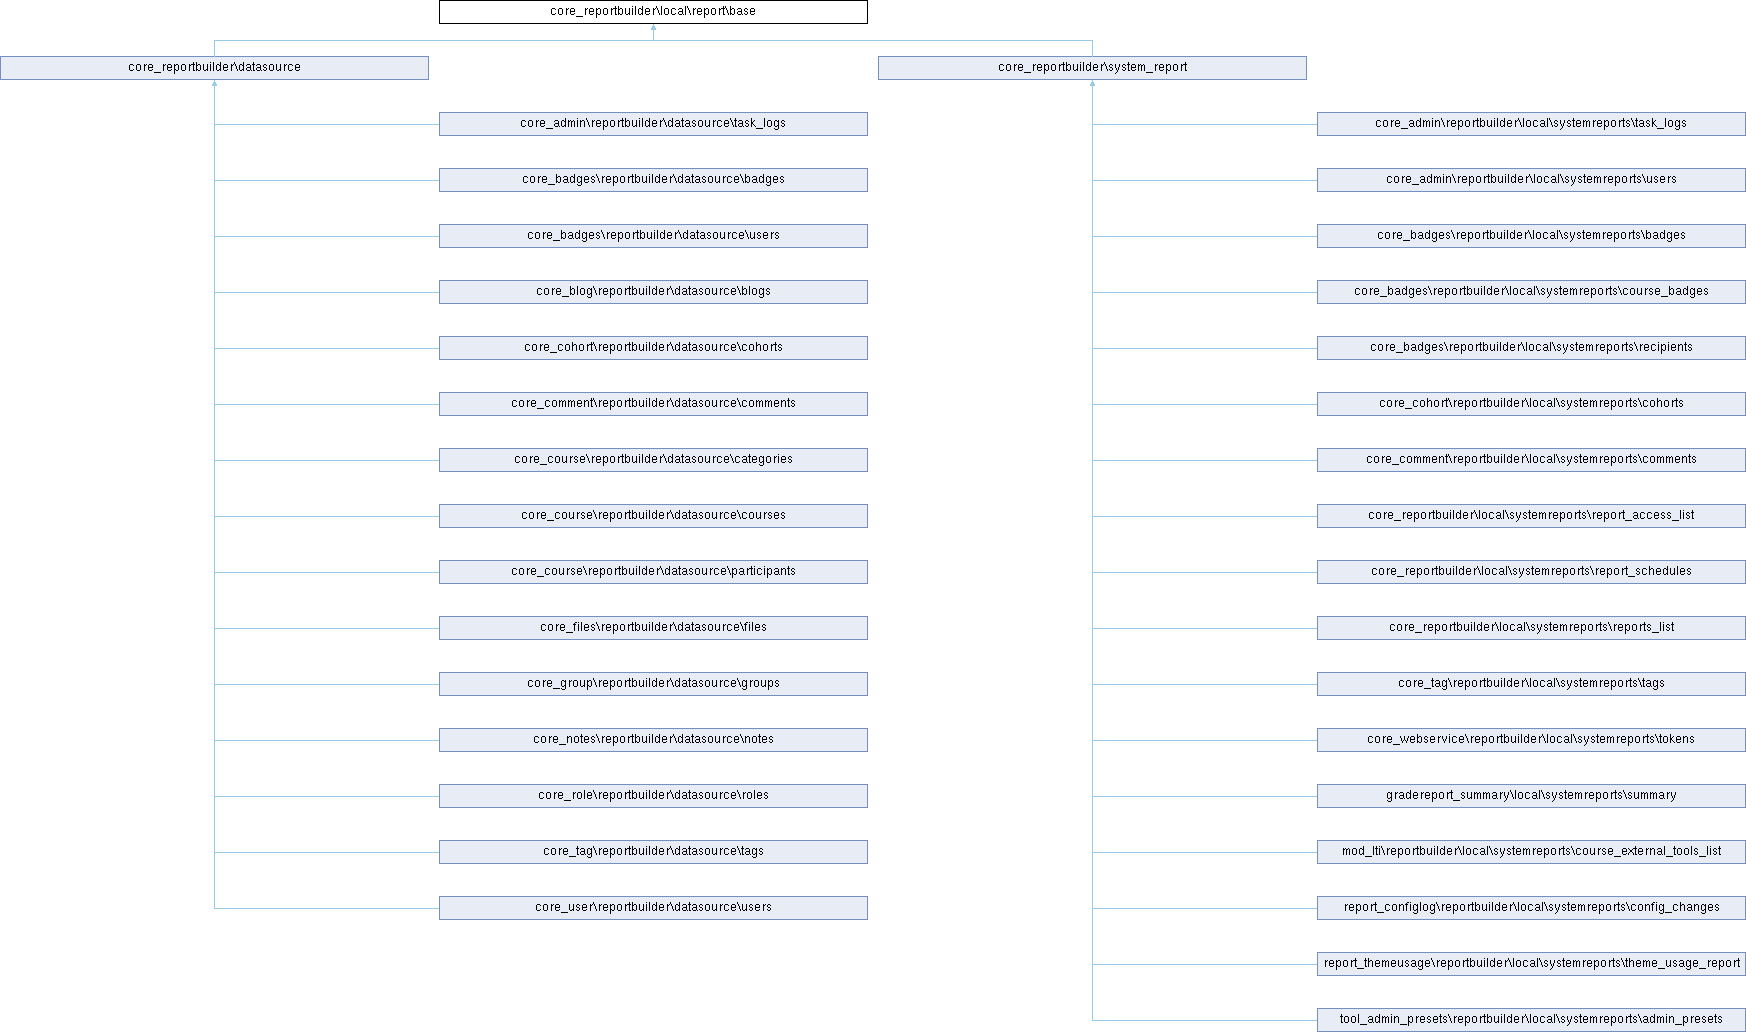 core_reportbuilder\local\report\base
core_reportbuilder\datasource
core_reportbuilder\system_report
core_admin\reportbuilder\datasource\task_logs
core_admin\reportbuilder\local\systemreports\task_logs
core_badges\reportbuilder\datasource\badges
core_admin\reportbuilder\local\systemreports\users
core_badges\reportbuilder\datasource\users
core_badges\reportbuilder\local\systemreports\badges
core_blog\reportbuilder\datasource\blogs
core_badges\reportbuilder\local\systemreports\course_badges
core_cohort\reportbuilder\datasource\cohorts
core_badges\reportbuilder\local\systemreports\recipients
core_comment\reportbuilder\datasource\comments
core_cohort\reportbuilder\local\systemreports\cohorts
core_course\reportbuilder\datasource\categories
core_comment\reportbuilder\local\systemreports\comments
core_course\reportbuilder\datasource\courses
core_reportbuilder\local\systemreports\report_access_list
core_course\reportbuilder\datasource\participants
core_reportbuilder\local\systemreports\report_schedules
core_files\reportbuilder\datasource\files
core_reportbuilder\local\systemreports\reports_list
core_group\reportbuilder\datasource\groups
core_tag\reportbuilder\local\systemreports\tags
core_notes\reportbuilder\datasource\notes
core_webservice\reportbuilder\local\systemreports\tokens
core_role\reportbuilder\datasource\roles
gradereport_summary\local\systemreports\summary
core_tag\reportbuilder\datasource\tags
mod_lti\reportbuilder\local\systemreports\course_external_tools_list
core_user\reportbuilder\datasource\users
report_configlog\reportbuilder\local\systemreports\config_changes
report_themeusage\reportbuilder\local\systemreports\theme_usage_report
tool_admin_presets\reportbuilder\local\systemreports\admin_presets